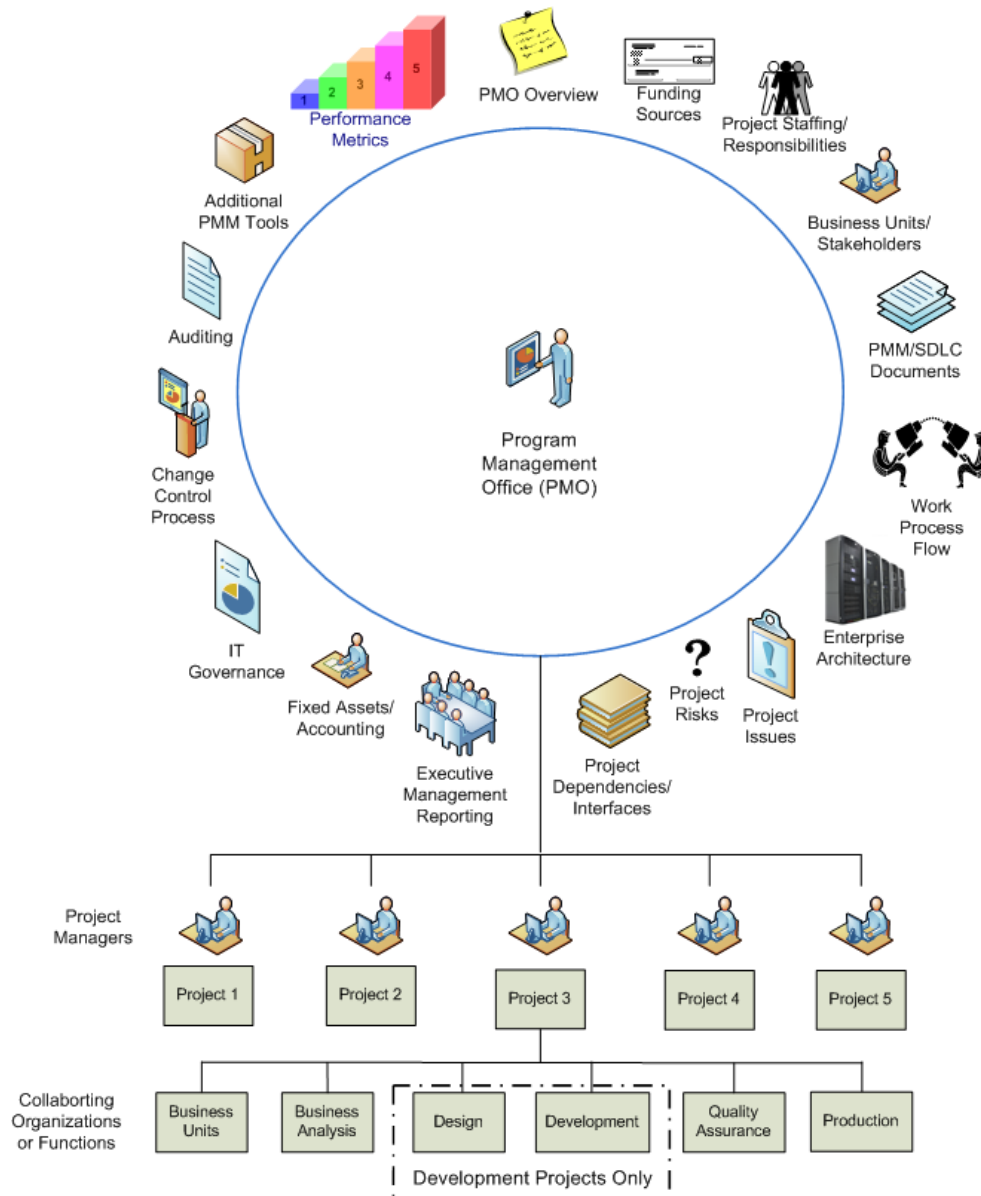 1
2
3
4
5
Performance
Metrics
PMO Overview
Funding
Sources
Project Staffing/
Responsibilities
Business Units/
Stakeholders
PMM/SDLC
Documents
Work
Process
Flow
Enterprise
Architecture
Project
Issues
Project
Risks
Project
Dependencies/
Interfaces
Executive
Management
Reporting
Fixed Assets/
Accounting
IT
Governance
Change
Control
Process
Auditing
Additional
PMM Tools
Program
Management
Office (PMO)
Project
Managers
Project 1
Project 2
Project 3
Project 4
Project 5
Collaborting
Organizations
or Functions
Business
Units
Business
Analysis
Design
Development
Quality
Assurance
Production
Development Projects Only